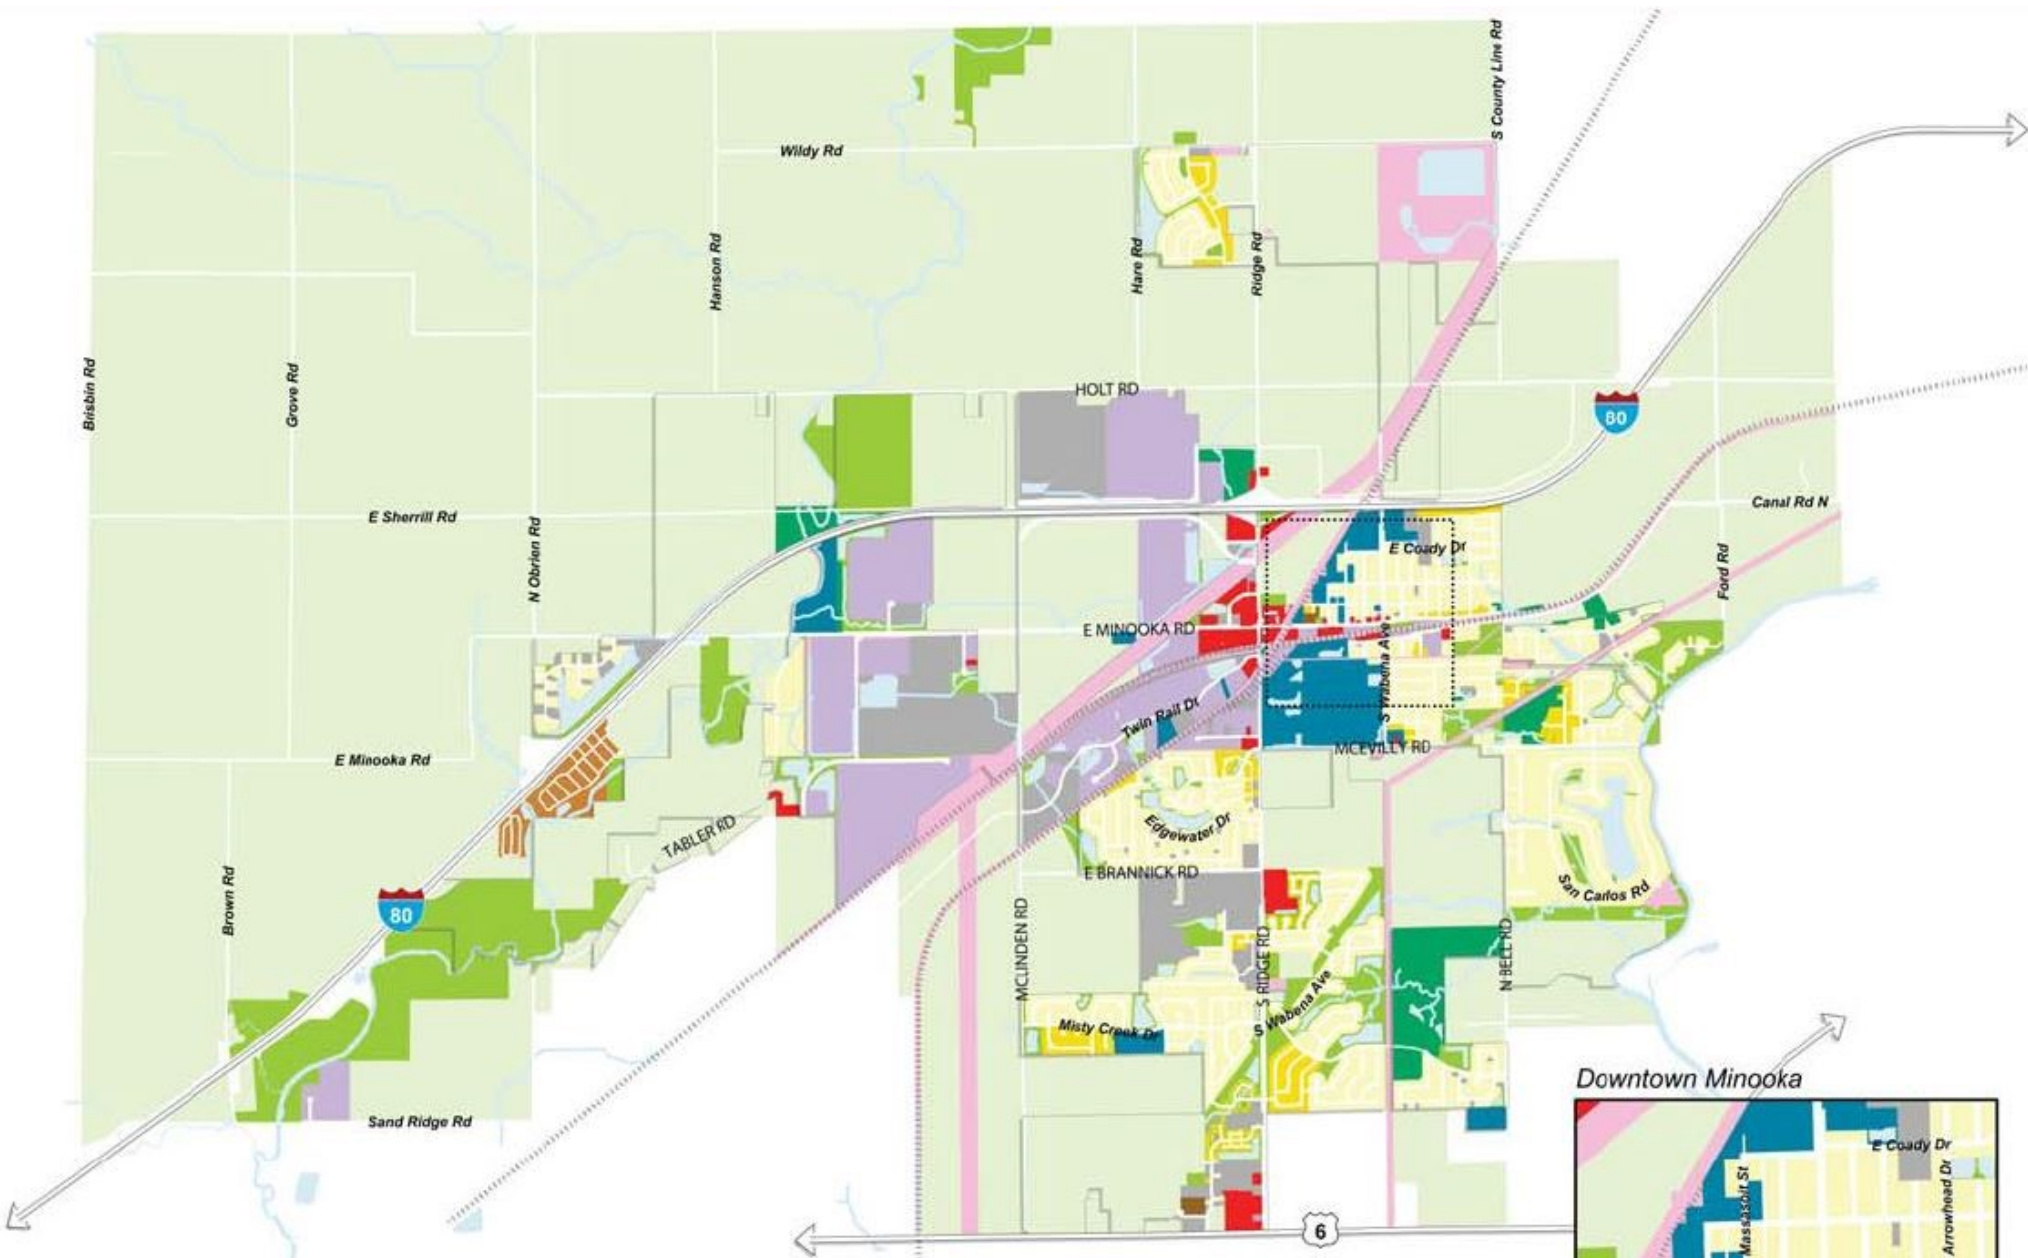 S County Line Rd
Wildy Rd
Hanson Rd
Hare Rd
Ridge Rd
Brisbin Rd
Grove Rd
HOLT RD
80
E Sherrill Rd
N Obrien Rd
Canal Rd N
Ford Rd
E Coady Dr
E MINOOKA RD
S Wabena Ave
Twin Rail Dr
MCEVILLY RD
E Minooka Rd
TABLER RD
Edgewater Dr
E BRANNICK RD
San Carlos Rd
Brown Rd
80
MCLINDEN RD
S RIDGE RD
N BELL RD
S Wabena Ave
Misty Creek Dr
Sand Ridge Rd
6
Downtown Minooka
E Coady Dr
Massasoit St
Arrowhead Dr